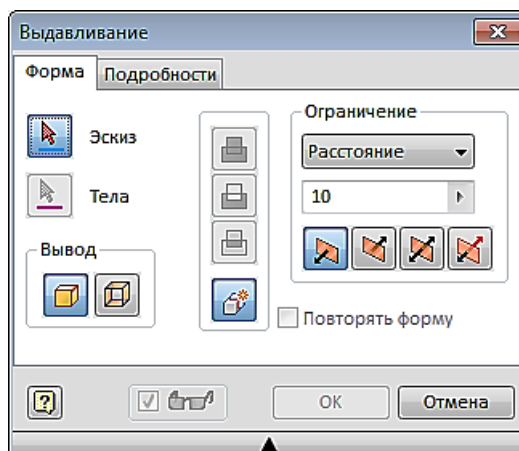 Выдавливание
Форма
Подробности
Эскиз
Тела
Вывод
Ограничение
Расстояние
10
Повторять форму
OK
Отмена